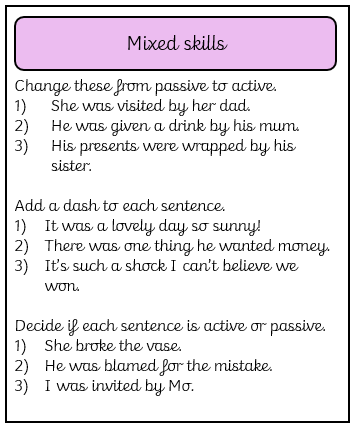 Mixed skills
Change these from passive to active.
1) She was visited by her dad.
2) He was given a drink by his mum.
3) His presents were wrapped by his
sister.
Add a dash to each sentence.
1) It was a lovely day so sunny!
2) There was one thing he wanted money.
3) It's such a shock I can't believe we
won.
Decide if each sentence is active or passive.
1) She broke the vase.
2) He was blamed for the mistake.
3) I was invited by Mo.